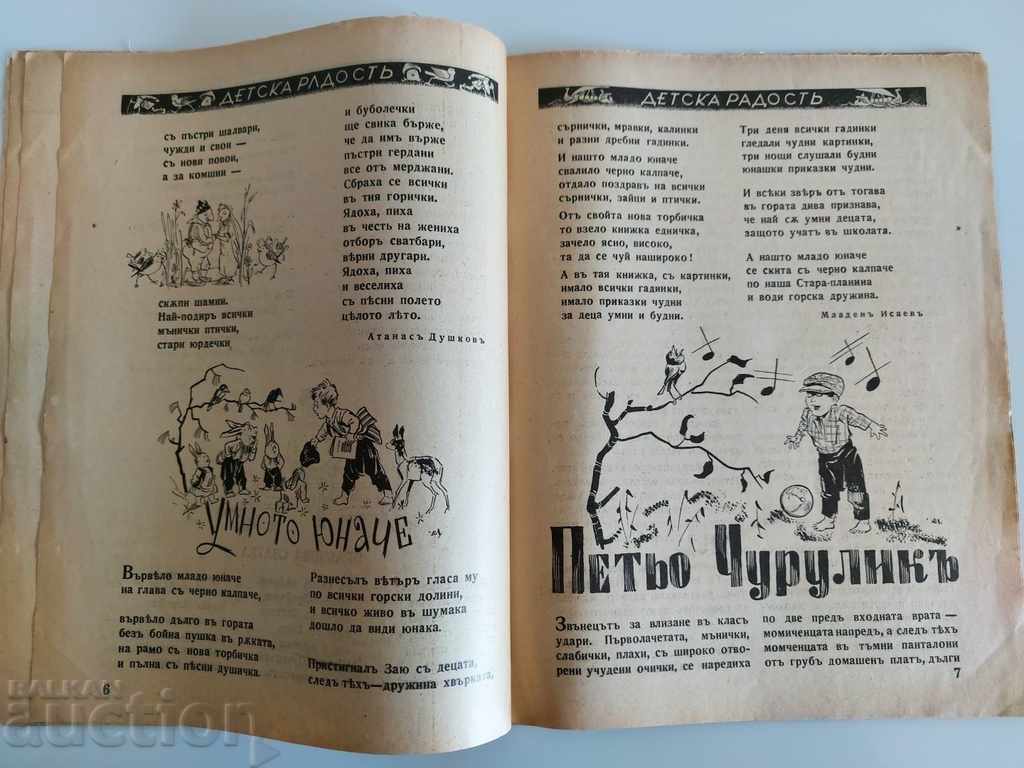 ДЕТСКА РАДОСТЬ
съ пъстри шалвари,
чужди и свои —
съ нови повои,
а за комшии —
скѫпи шамии.
Най-подиръ всички
мънички птички,
стари юрдечки
и буболечки
ще свика бърже,
че да имъ върже
пъстри гердани
все отъ мерджани.
Сбраха се всички
въ тия горички.
Ядоха, пиха
въ честь на жениха
отборъ сватбари,
вѣрни другари.
Ядоха, пиха
и веселиха
съ пѣсни полето
цѣлото лѣто.
Атанасъ Душковъ
УМНОТО ЮНАЧЕ
Вървѣло младо юначе
на глава съ черно калпаче,
вървѣло дълго въ гората
безъ бойна пушка въ рѫката,
на рамо съ нова торбичка
и пълна съ пѣсни душичка.
Разнесълъ вѣтъръ гласа му
по всички горски долини,
и всичко живо въ шумака
дошло да види юнака.
Пристигналъ Заю съ децата,
следъ тѣхъ—дружина хвърката,
6
ДЕТСКА РАДОСТЬ
сърнички, мравки, калинки
и разни дребни гадинки.
И нашто младо юначе
свалило черно калпаче,
отдало поздравъ на всички
сърнички, зайци и птички.
Отъ свойта нова торбичка
то взело книжка едничка,
зачело ясно, високо,
та да се чуй нашироко!
А въ тая книжка, съ картинки,
имало всички гадинки,
имало приказки чудни
за деца умни и будни.
Три деня всички гадинки
гледали чудни картинки,
три нощи слушали будни
юнашки приказки чудни.
И всѣки звѣръ отъ тогава
въ гората дива признава,
че най сѫ умни децата,
защото учатъ въ школата.
А нашто младо юначе
се скита съ черно калпаче
по наша Стара-планина
и води горска дружина.
Младенъ Исаевъ
ПЕТЬО ЧУРУЛИКЪ
Звънецътъ за влизане въ класъ
удари. Първолачетата, мънички,
слабички, плахи, съ широко отво-
рени учудени очички, се наредиха
по две предъ входната врата —
момиченцата напредъ, а следъ тѣхъ
момченцата въ тъмни панталони
отъ грубъ домашенъ платъ, дълги
7
BALKAN
auction